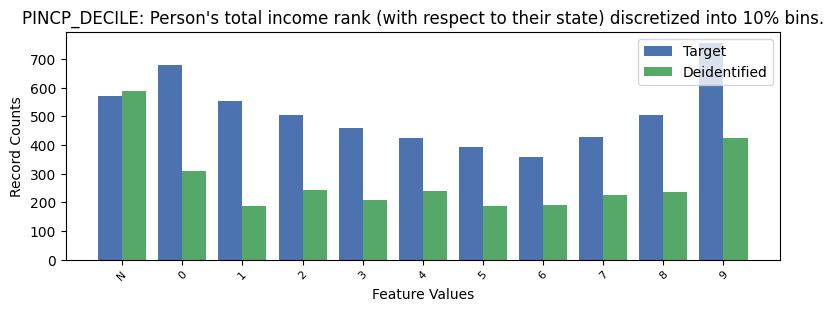 PINCP_DECILE: Person's total income rank (with respect to their state) discretized into 10% bins.
Target
Deidentified
Record Counts
700
600
500
400
300
200
100
0
N 0 1 2 3 4 5 6 7 8 9
Feature Values